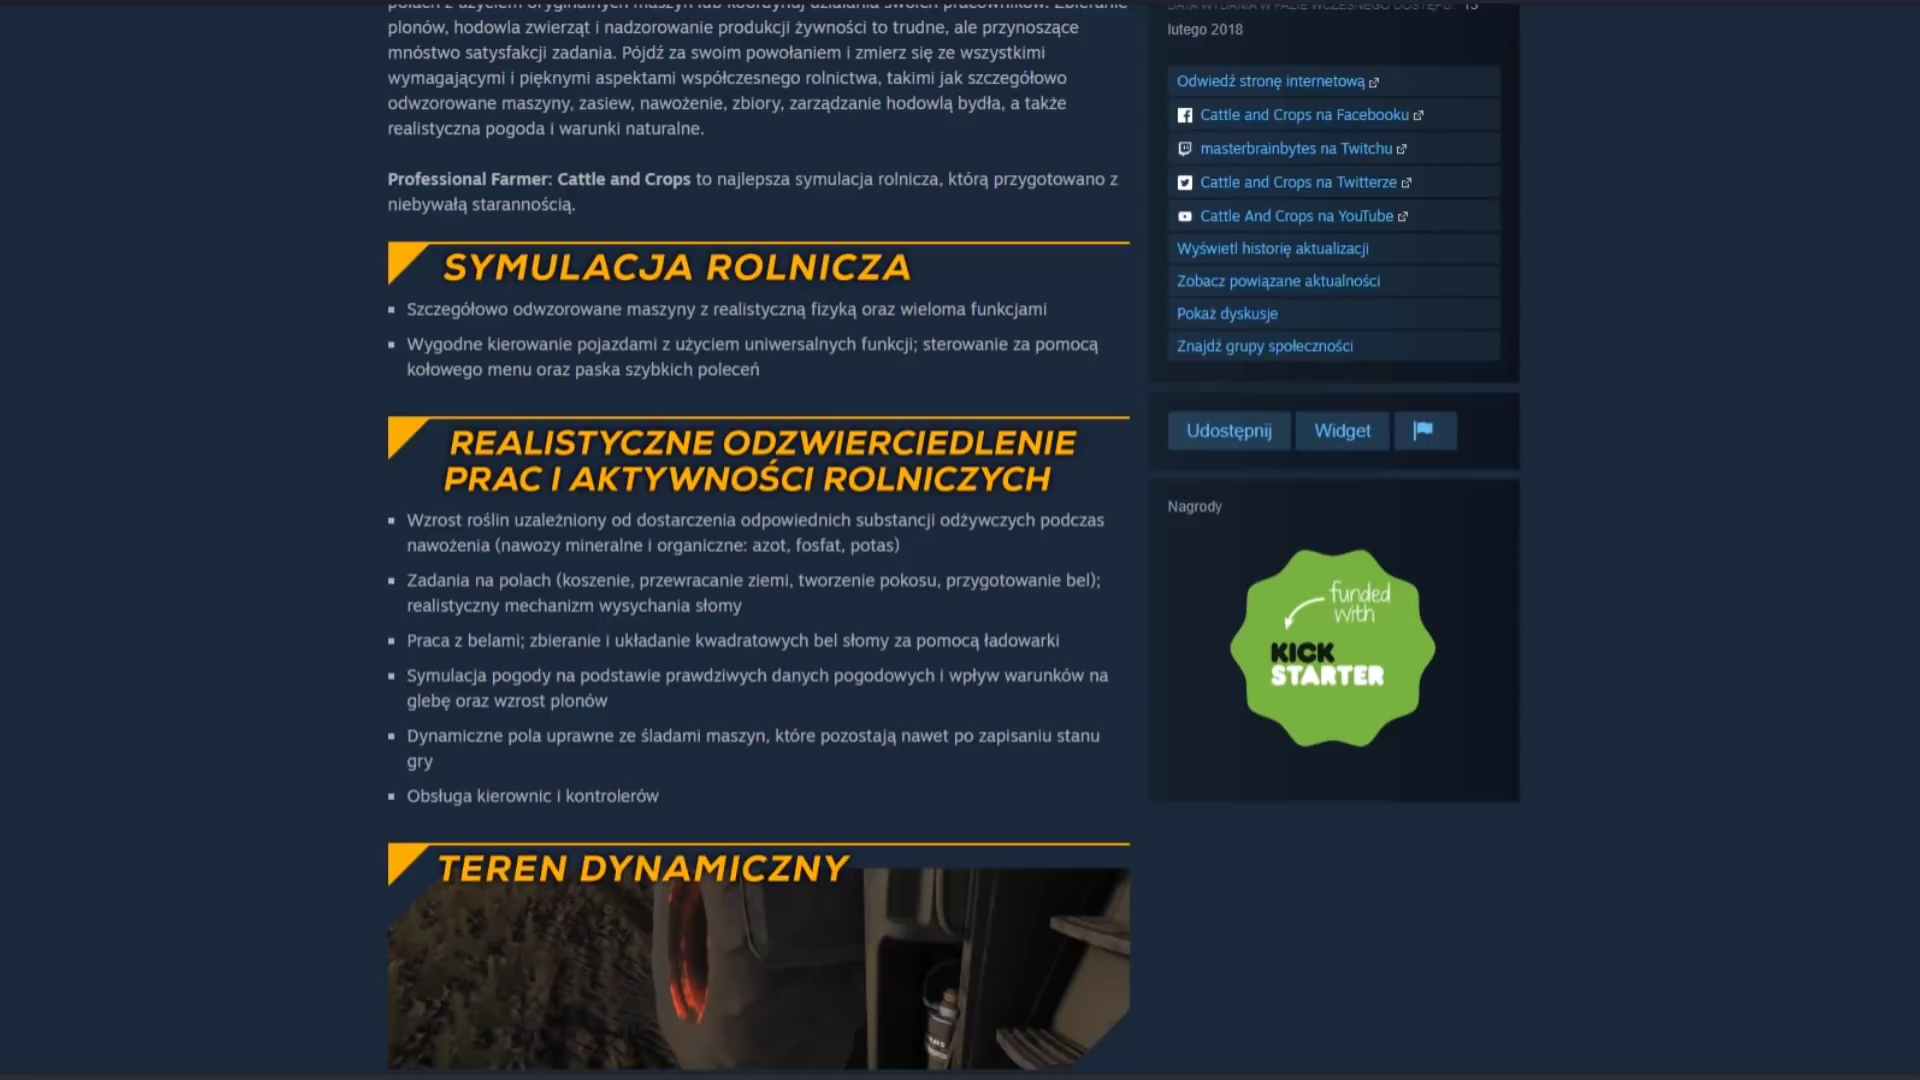 polach z użyciem oryginalnych maszyn lub koordynaj działania swoich pracowników. Zbieranie
plonów, hodowla zwierząt i nadzorowanie produkcji żywności to trudne, ale przynoszące
mnóstwo satysfakcji zadania. Pójdź za swoim powołaniem i zmierz się ze wszystkimi
wymagającymi i pięknymi aspektami współczesnego rolnictwa, takimi jak szczegółowo
odwzorowane maszyny, zasiew, nawożenie, zbiory, zarządzanie hodowlą bydła, a także
realistyczna pogoda i warunki naturalne.
Professional Farmer: Cattle and Crops to najlepsza symulacja rolnicza, którą przygotowano z
niebywałą starannością.
SYMULACJA ROLNICZA
Szczegółowo odwzorowane maszyny z realistyczną fizyką oraz wieloma funkcjami
Wygodne kierowanie pojazdami z użyciem uniwersalnych funkcji; sterowanie za pomocą
kołowego menu oraz paska szybkich poleceń
REALISTYCZNE ODZWIERCIEDLENIE
PRAC I AKTYWNOŚCI ROLNICZYCH
Wzrost roślin uzależniony od dostarczenia odpowiednich substancji odżywczych podczas
nawożenia (nawozy mineralne i organiczne: azot, fosfat, potas)
Zadania na polach (koszenie, przewracanie ziemi, tworzenie pokosu, przygotowanie bel);
realistyczny mechanizm wysychania słomy
Praca z belami; zbieranie i układanie kwadratowych bel słomy za pomocą ładowarki
Symulacja pogody na podstawie prawdziwych danych pogodowych i wpływ warunków na
glebę oraz wzrost plonów
Dynamiczne pola uprawne ze śladami maszyn, które pozostają nawet po zapisaniu stanu
gry
Obsługa kierownic i kontrolerów
TEREN DYNAMICZNY
DATA WYDANIA W FAZIE WCZESNEGO DOSTĘPU: 13
lutego 2018
Odwiedź stronę internetową
Cattle and Crops na Facebooku
masterbrainbytes na Twitchu
Cattle and Crops na Twitterze
Cattle And Crops na YouTube
Wyświetl historię aktualizacji
Zobacz powiązane aktualności
Pokaż dyskusje
Znajdź grupy społeczności
Udostępnij
Widget
Nagrody
funded
with
KICK
STARTER